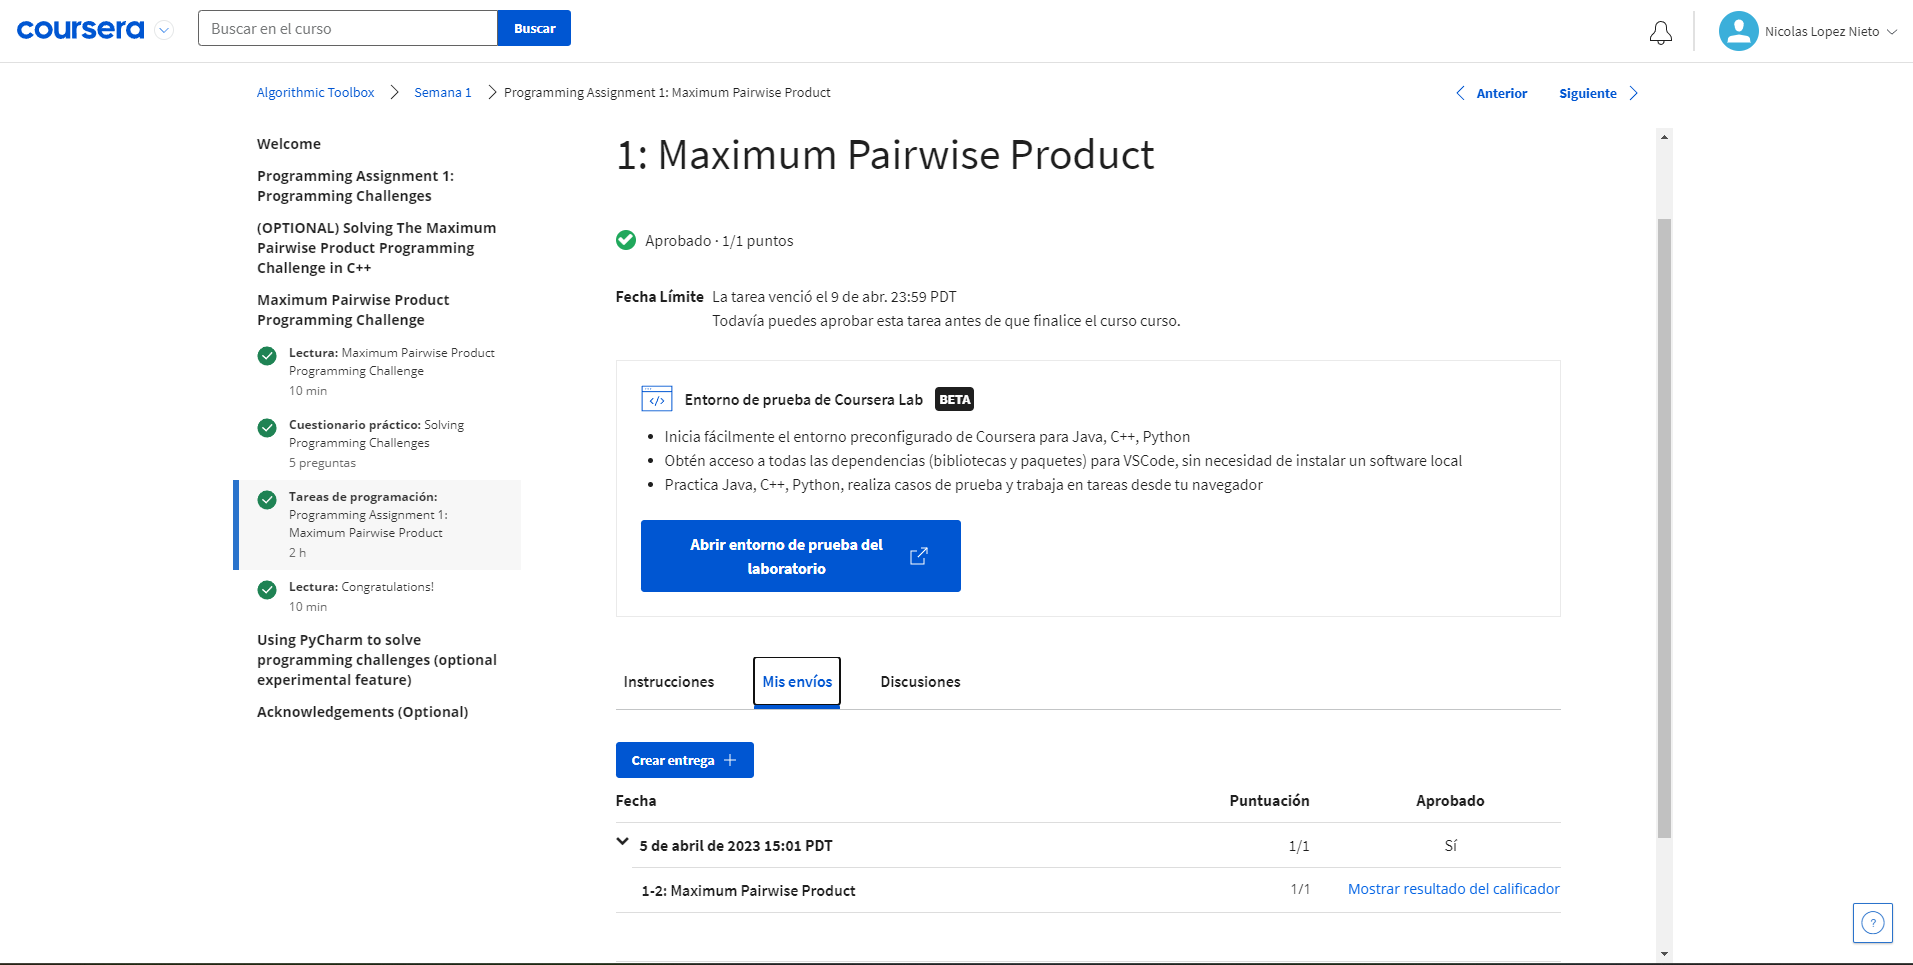 coursera
Buscar en el curso
Buscar
Nicolas Lopez Nieto
Algorithmic Toolbox
Semana 1
Programming Assignment 1: Maximum Pairwise Product
Anterior
Siguiente
Welcome
Programming Assignment 1:
Programming Challenges
(OPTIONAL) Solving The Maximum
Pairwise Product Programming
Challenge in C++
Maximum Pairwise Product
Programming Challenge
Lectura: Maximum Pairwise Product
Programming Challenge
10 min
Cuestionario práctico: Solving
Programming Challenges
5 preguntas
Tareas de programación:
Programming Assignment 1:
Maximum Pairwise Product
2 h
Lectura: Congratulations!
10 min
Using PyCharm to solve
programming challenges (optional
experimental feature)
Acknowledgements (Optional)
1: Maximum Pairwise Product
Aprobado · 1/1 puntos
Fecha Límite La tarea venció el 9 de abr. 23:59 PDT
Todavía puedes aprobar esta tarea antes de que finalice el curso curso.
</> Entorno de prueba de Coursera Lab BETA
• Inicia fácilmente el entorno preconfigurado de Coursera para Java, C++, Python
• Obtén acceso a todas las dependencias (bibliotecas y paquetes) para VSCode, sin necesidad de instalar un software local
• Practica Java, C++, Python, realiza casos de prueba y trabaja en tareas desde tu navegador
Abrir entorno de prueba del
laboratorio
Instrucciones
Mis envíos
Discusiones
Crear entrega +
Fecha Puntuación Aprobado
5 de abril de 2023 15:01 PDT 1/1 Sí
1-2: Maximum Pairwise Product 1/1 Mostrar resultado del calificador
?